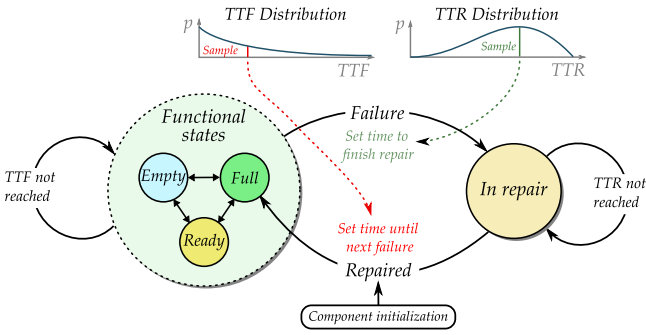 TTF Distribution
p
Sample
TTF
TTR Distribution
p
Sample
TTR
Functional
states
Empty
Full
Ready
TTF not
reached
Failure
Set time to
finish repair
In repair
TTR not
reached
Set time until
next failure
Repaired
Component initialization